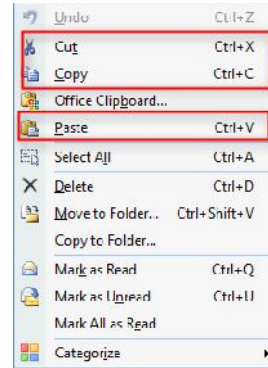 Undo Ctrl+Z
Cut Ctrl+X
Copy Ctrl+C
Office Clipboard...
Paste Ctrl+V
Select All Ctrl+A
Delete Ctrl+D
Move to Folder... Ctrl+Shift+V
Copy to Folder...
Mark as Read Ctrl+Q
Mark as Unread Ctrl+U
Mark All as Read
Categorize